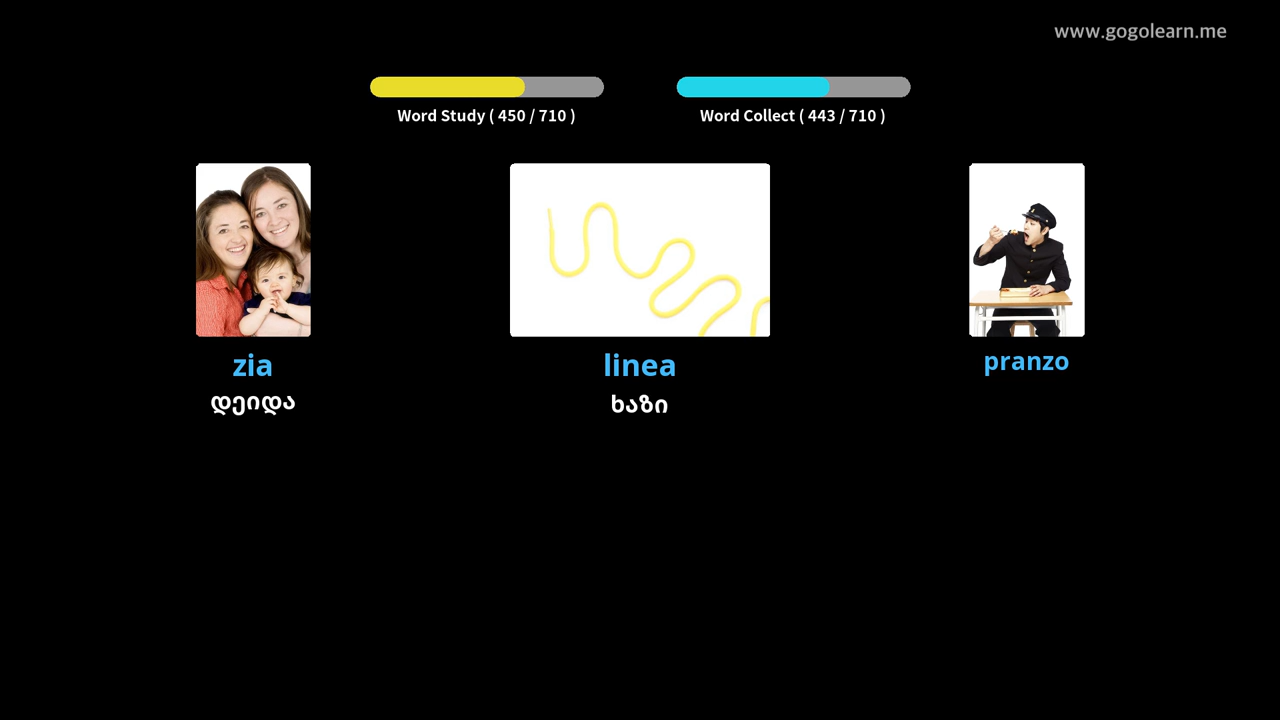 www.gogolearn.me
Word Study ( 450 / 710 )
Word Collect ( 443 / 710 )
zia
დეიდა
linea
ხაზი
pranzo